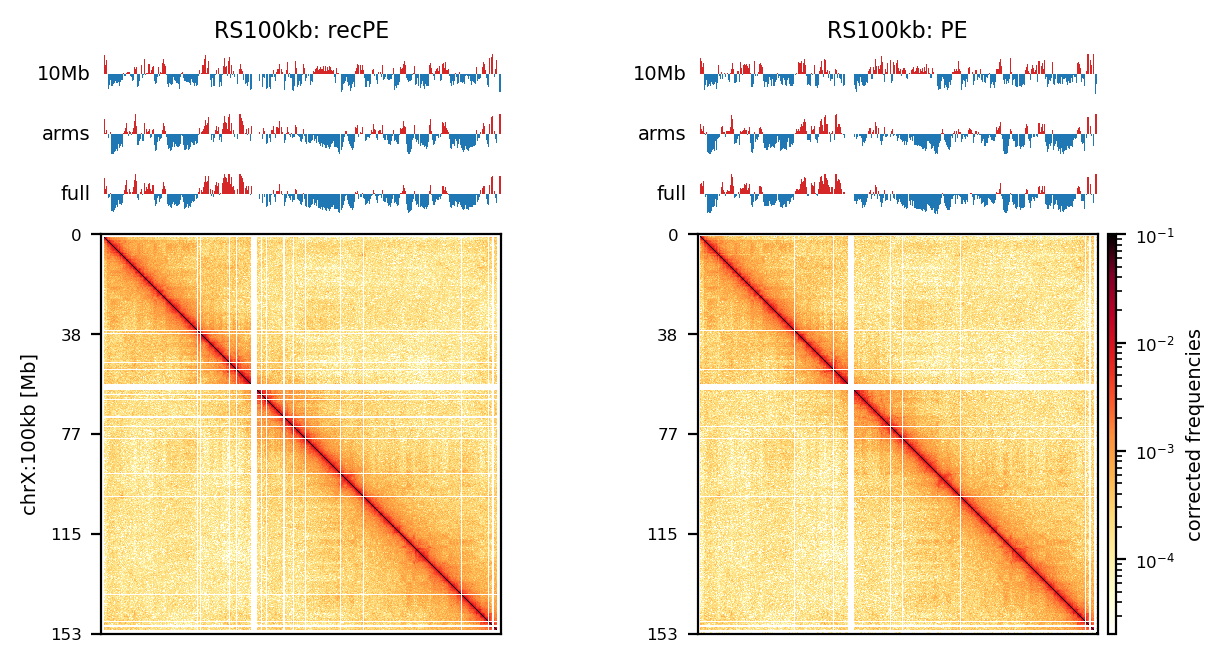 RS100kb: recPE
RS100kb: PE
10Mb
10Mb
arms
arms
full
full
0
0
10⁻¹
38
38
10⁻²
chrX:100kb [Mb]
77
77
10⁻³
corrected frequencies
115
115
10⁻⁴
153
153